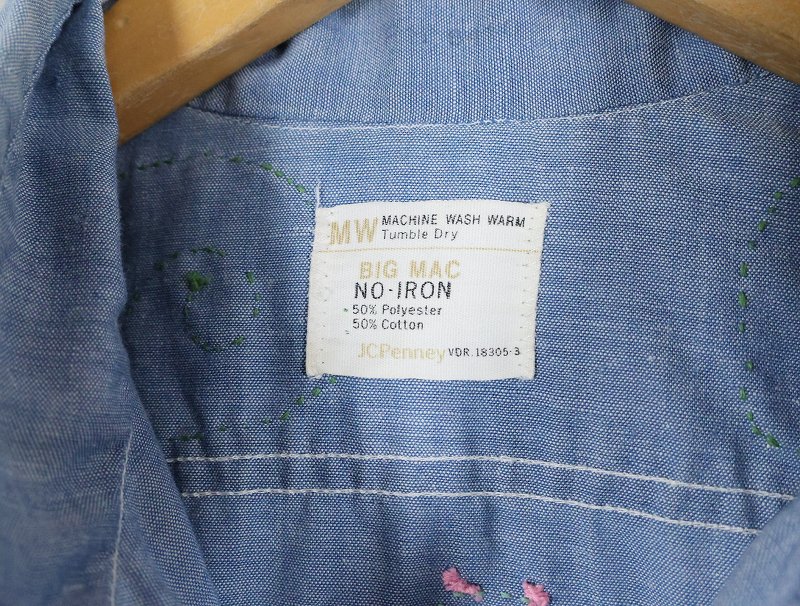 MW MACHINE WASH WARM
Tumble Dry
BIG MAC
NO-IRON
50% Polyester
50% Cotton
JCPenney VDR. 18305-3